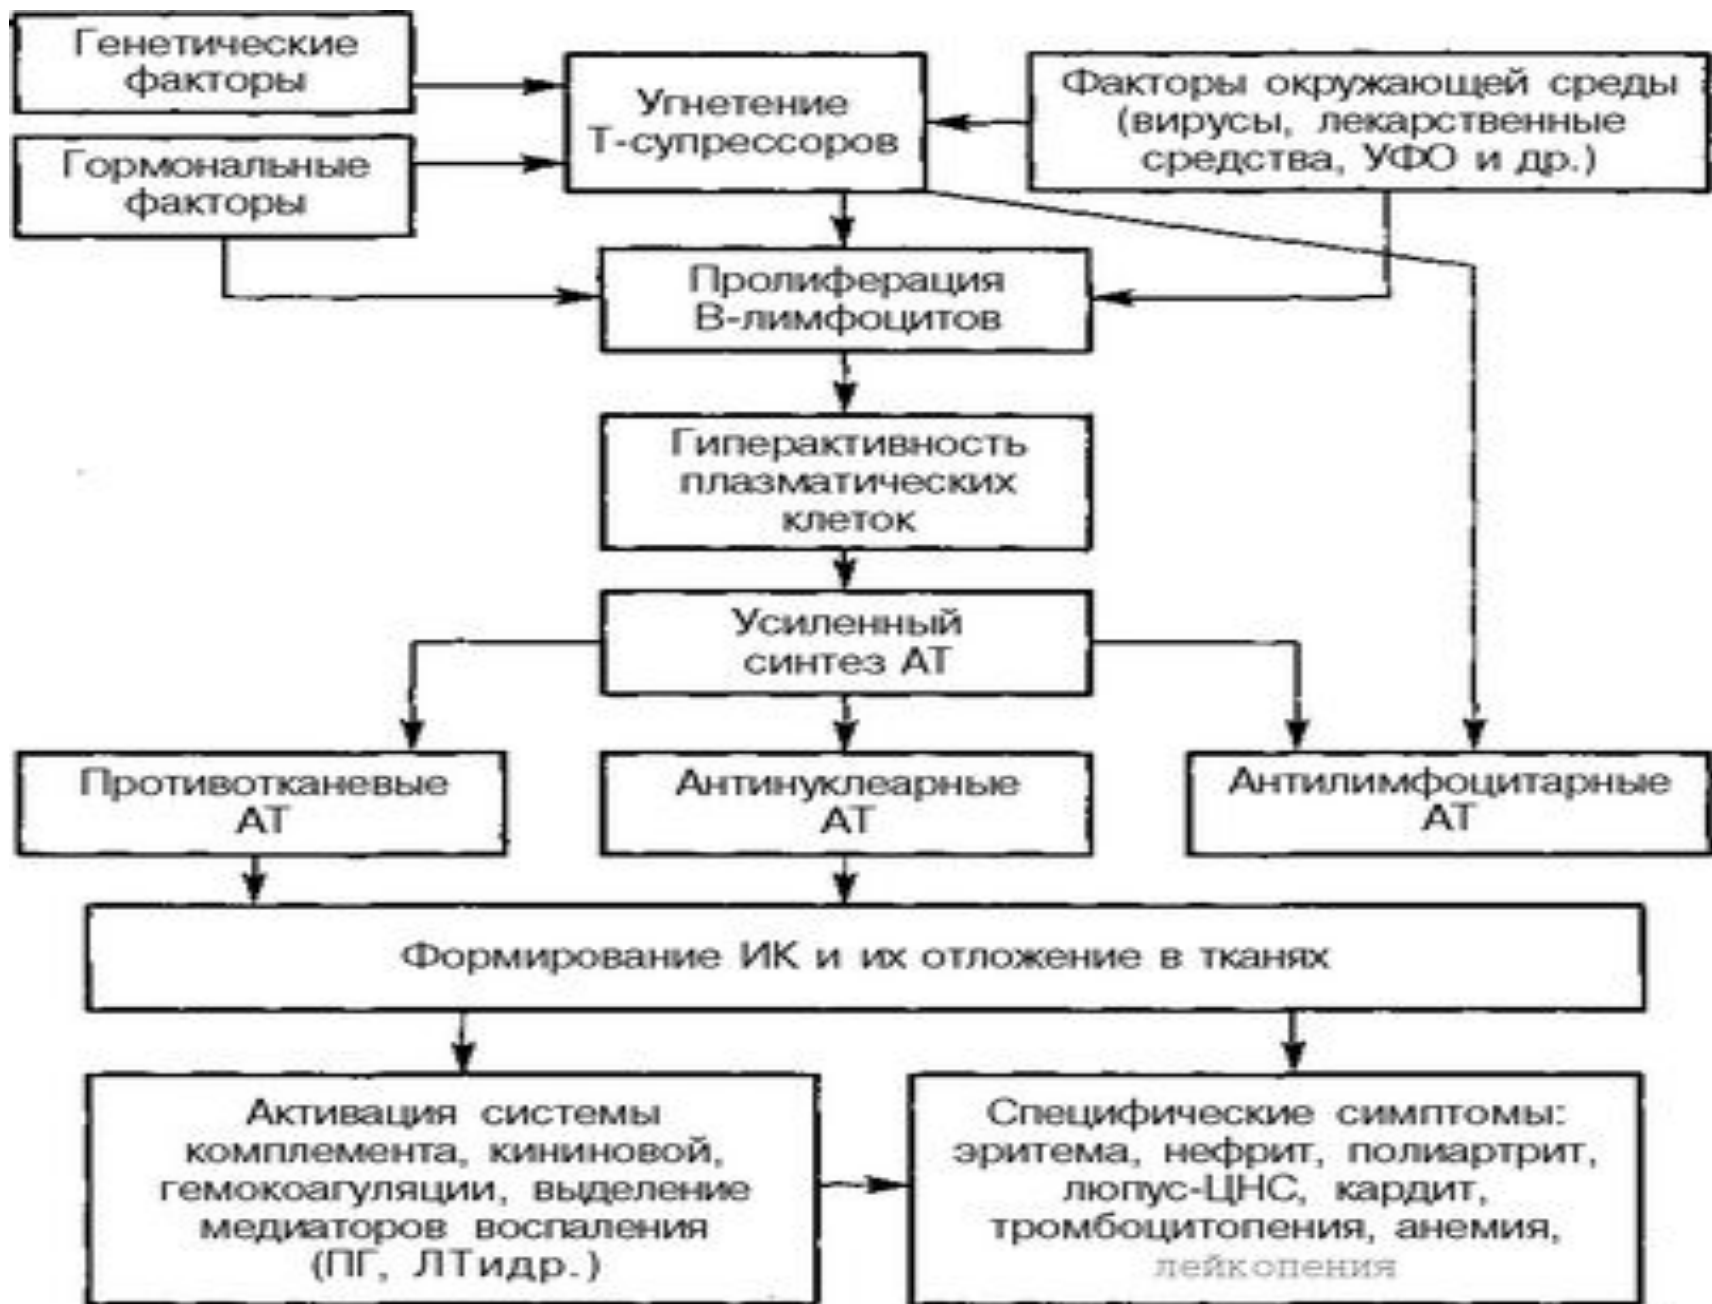 Генетические
факторы
Гормональные
факторы
Угнетение
Т-супрессоров
Факторы окружающей среды
(вирусы, лекарственные
средства, УФО и др.)
Пролиферация
В-лимфоцитов
Гиперактивность
плазматических
клеток
Усиленный
синтез АТ
Противотканевые
АТ
Антинуклеарные
АТ
Антилимфоцитарные
АТ
Формирование ИК и их отложение в тканях
Активация системы
комплемента, кининовой,
гемокоагуляции, выделение
медиаторов воспаления
(ПГ, ЛТидр.)
Специфические симптомы:
эритема, нефрит, полиартрит,
люпус-ЦНС, кардит,
тромбоцитопения, анемия,
лейкопения